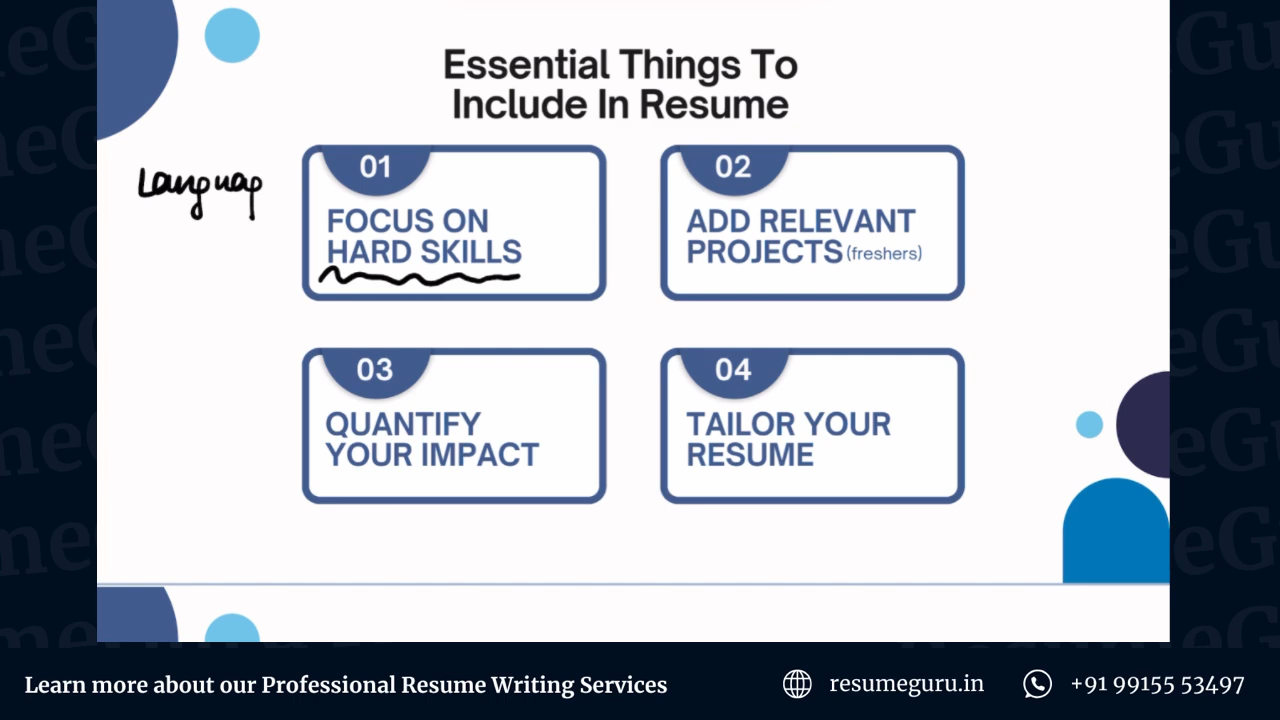 Essential Things To
Include In Resume
Languag
01
FOCUS ON
HARD SKILLS
02
ADD RELEVANT
PROJECTS (freshers)
03
QUANTIFY
YOUR IMPACT
04
TAILOR YOUR
RESUME
Learn more about our Professional Resume Writing Services
resumeguru.in
+91 99155 53497